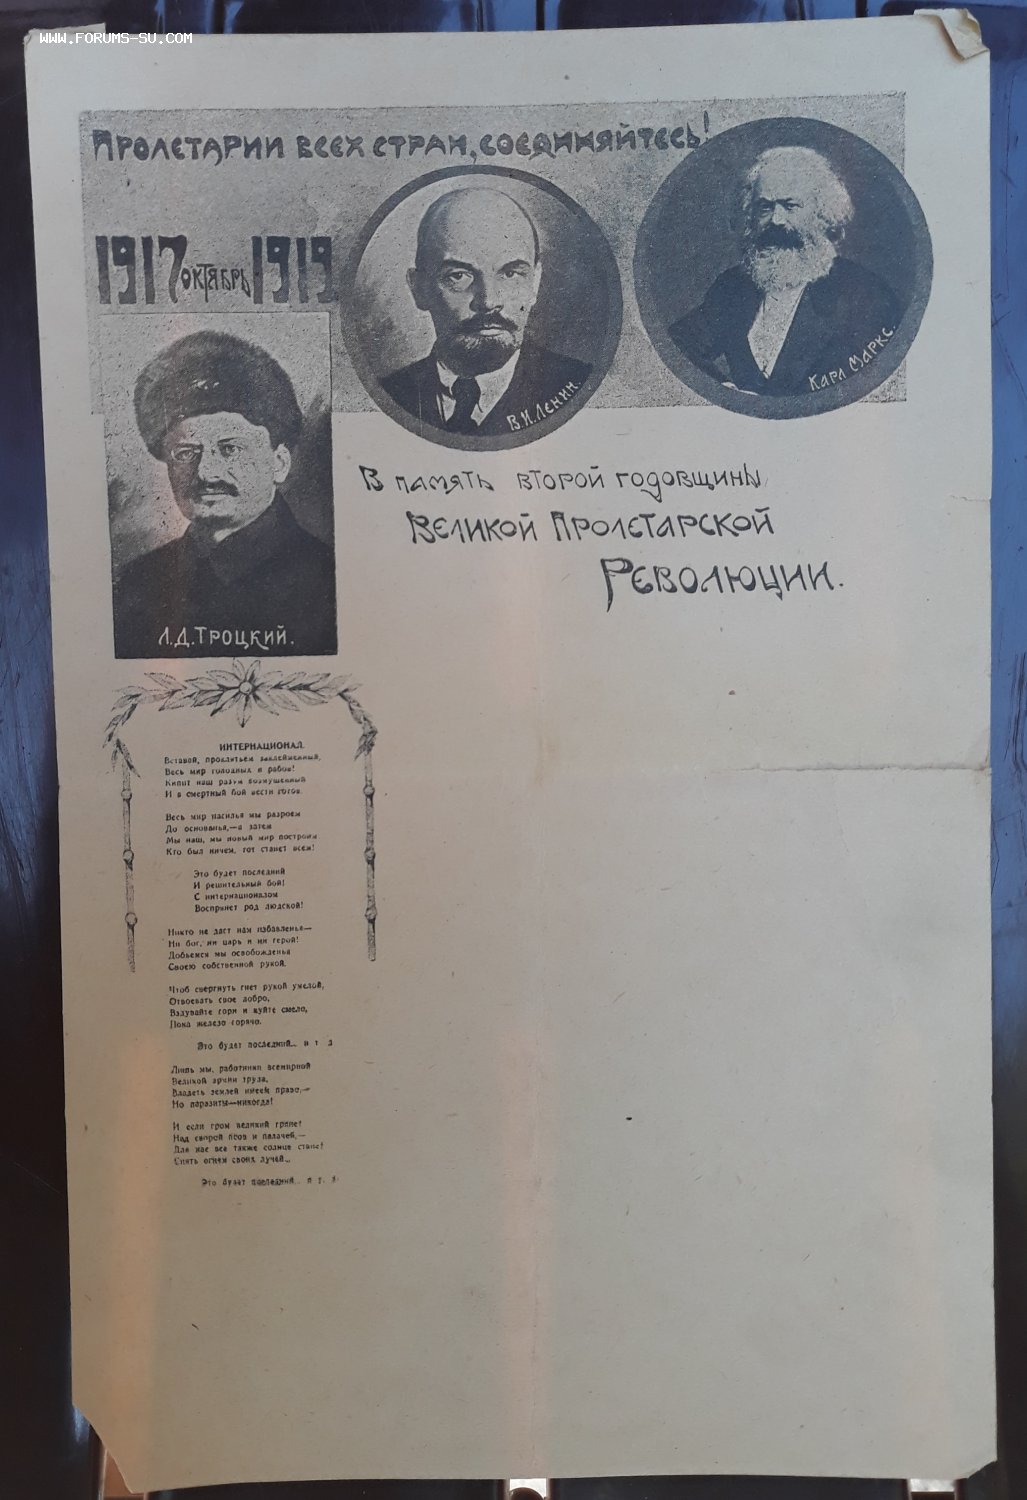 WWW.FORUMS-SU.COM
Пролетарии всех стран, соединяйтесь!
1917 октябрь 1919
В.И.Ленин.
Карл Маркс.
Л.Д.Троцкий.
В память второй годовщины
Великой Пролетарской
Революции.
ИНТЕРНАЦИОНАЛ.
Вставай, проклятьем заклейменный,
Весь мир голодных и рабов!
Кипит наш разум возмущенный
И в смертный бой вести готов.
Весь мир насилья мы разроем
До основанья,—а затем
Мы наш, мы новый мир построим
Кто был ничем, тот станет всем!
Это будет последний
И решительный бой!
С интернационалом
Воспрянет род людской!
Никто не даст нам избавленья—
Ни бог, ни царь и ни герой!
Добьемся мы освобожденья
Своею собственной рукой.
Чтоб свергнуть гнет рукой умелой,
Отвоевать свое добро,
Вздувайте горн и куйте смело,
Пока железо горячо.
Это будет последний... и т д
Лишь мы, работники всемирной
Великой армии труда,
Владеть землей имеем право,—
Но паразиты—никогда!
И если гром великий грянет
Над сворой псов и палачей,—
Для нас все также солнце станет
Сиять огнем своих лучей...
Это будет последний... и т. д.